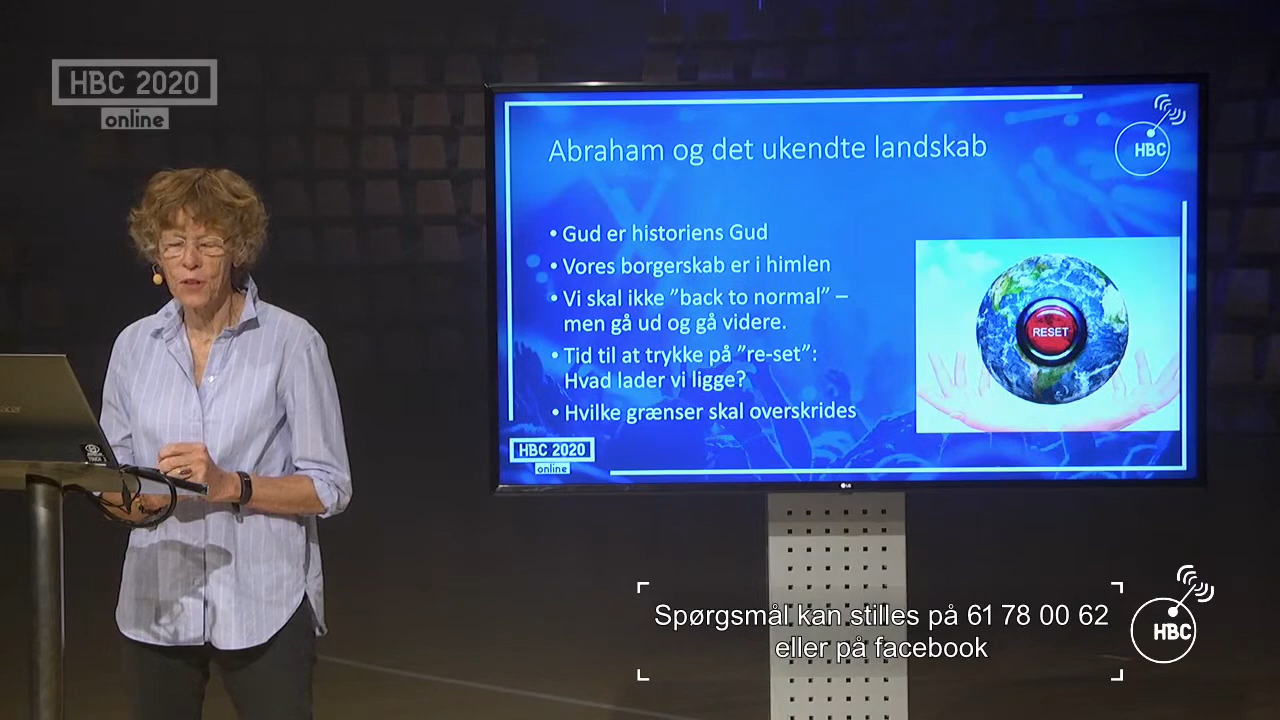 HBC 2020
online
Abraham og det ukendte landskab
HBC
• Gud er historiens Gud
• Vores borgerskab er i himlen
• Vi skal ikke ”back to normal” –
men gå ud og gå videre.
• Tid til at trykke på ”re-set”:
Hvad lader vi ligge?
• Hvilke grænser skal overskrides
RESET
HBC 2020
online
LG
Spørgsmål kan stilles på 61 78 00 62
eller på facebook
HBC